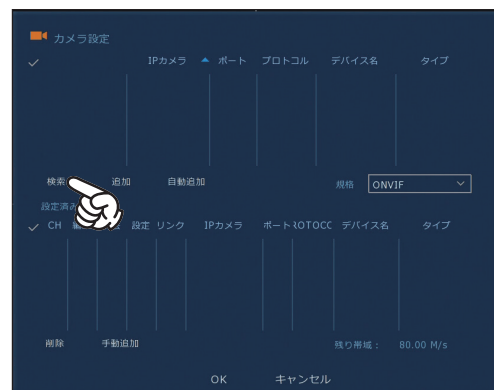 カメラ設定
IPカメラ ポート プロトコル デバイス名 タイプ
検索 追加 自動追加 規格 ONVIF
設定済み
CH 設定 リンク IPカメラ ポート ROTOCC デバイス名 タイプ
削除 手動追加 残り帯域： 80.00 M/s
OK キャンセル